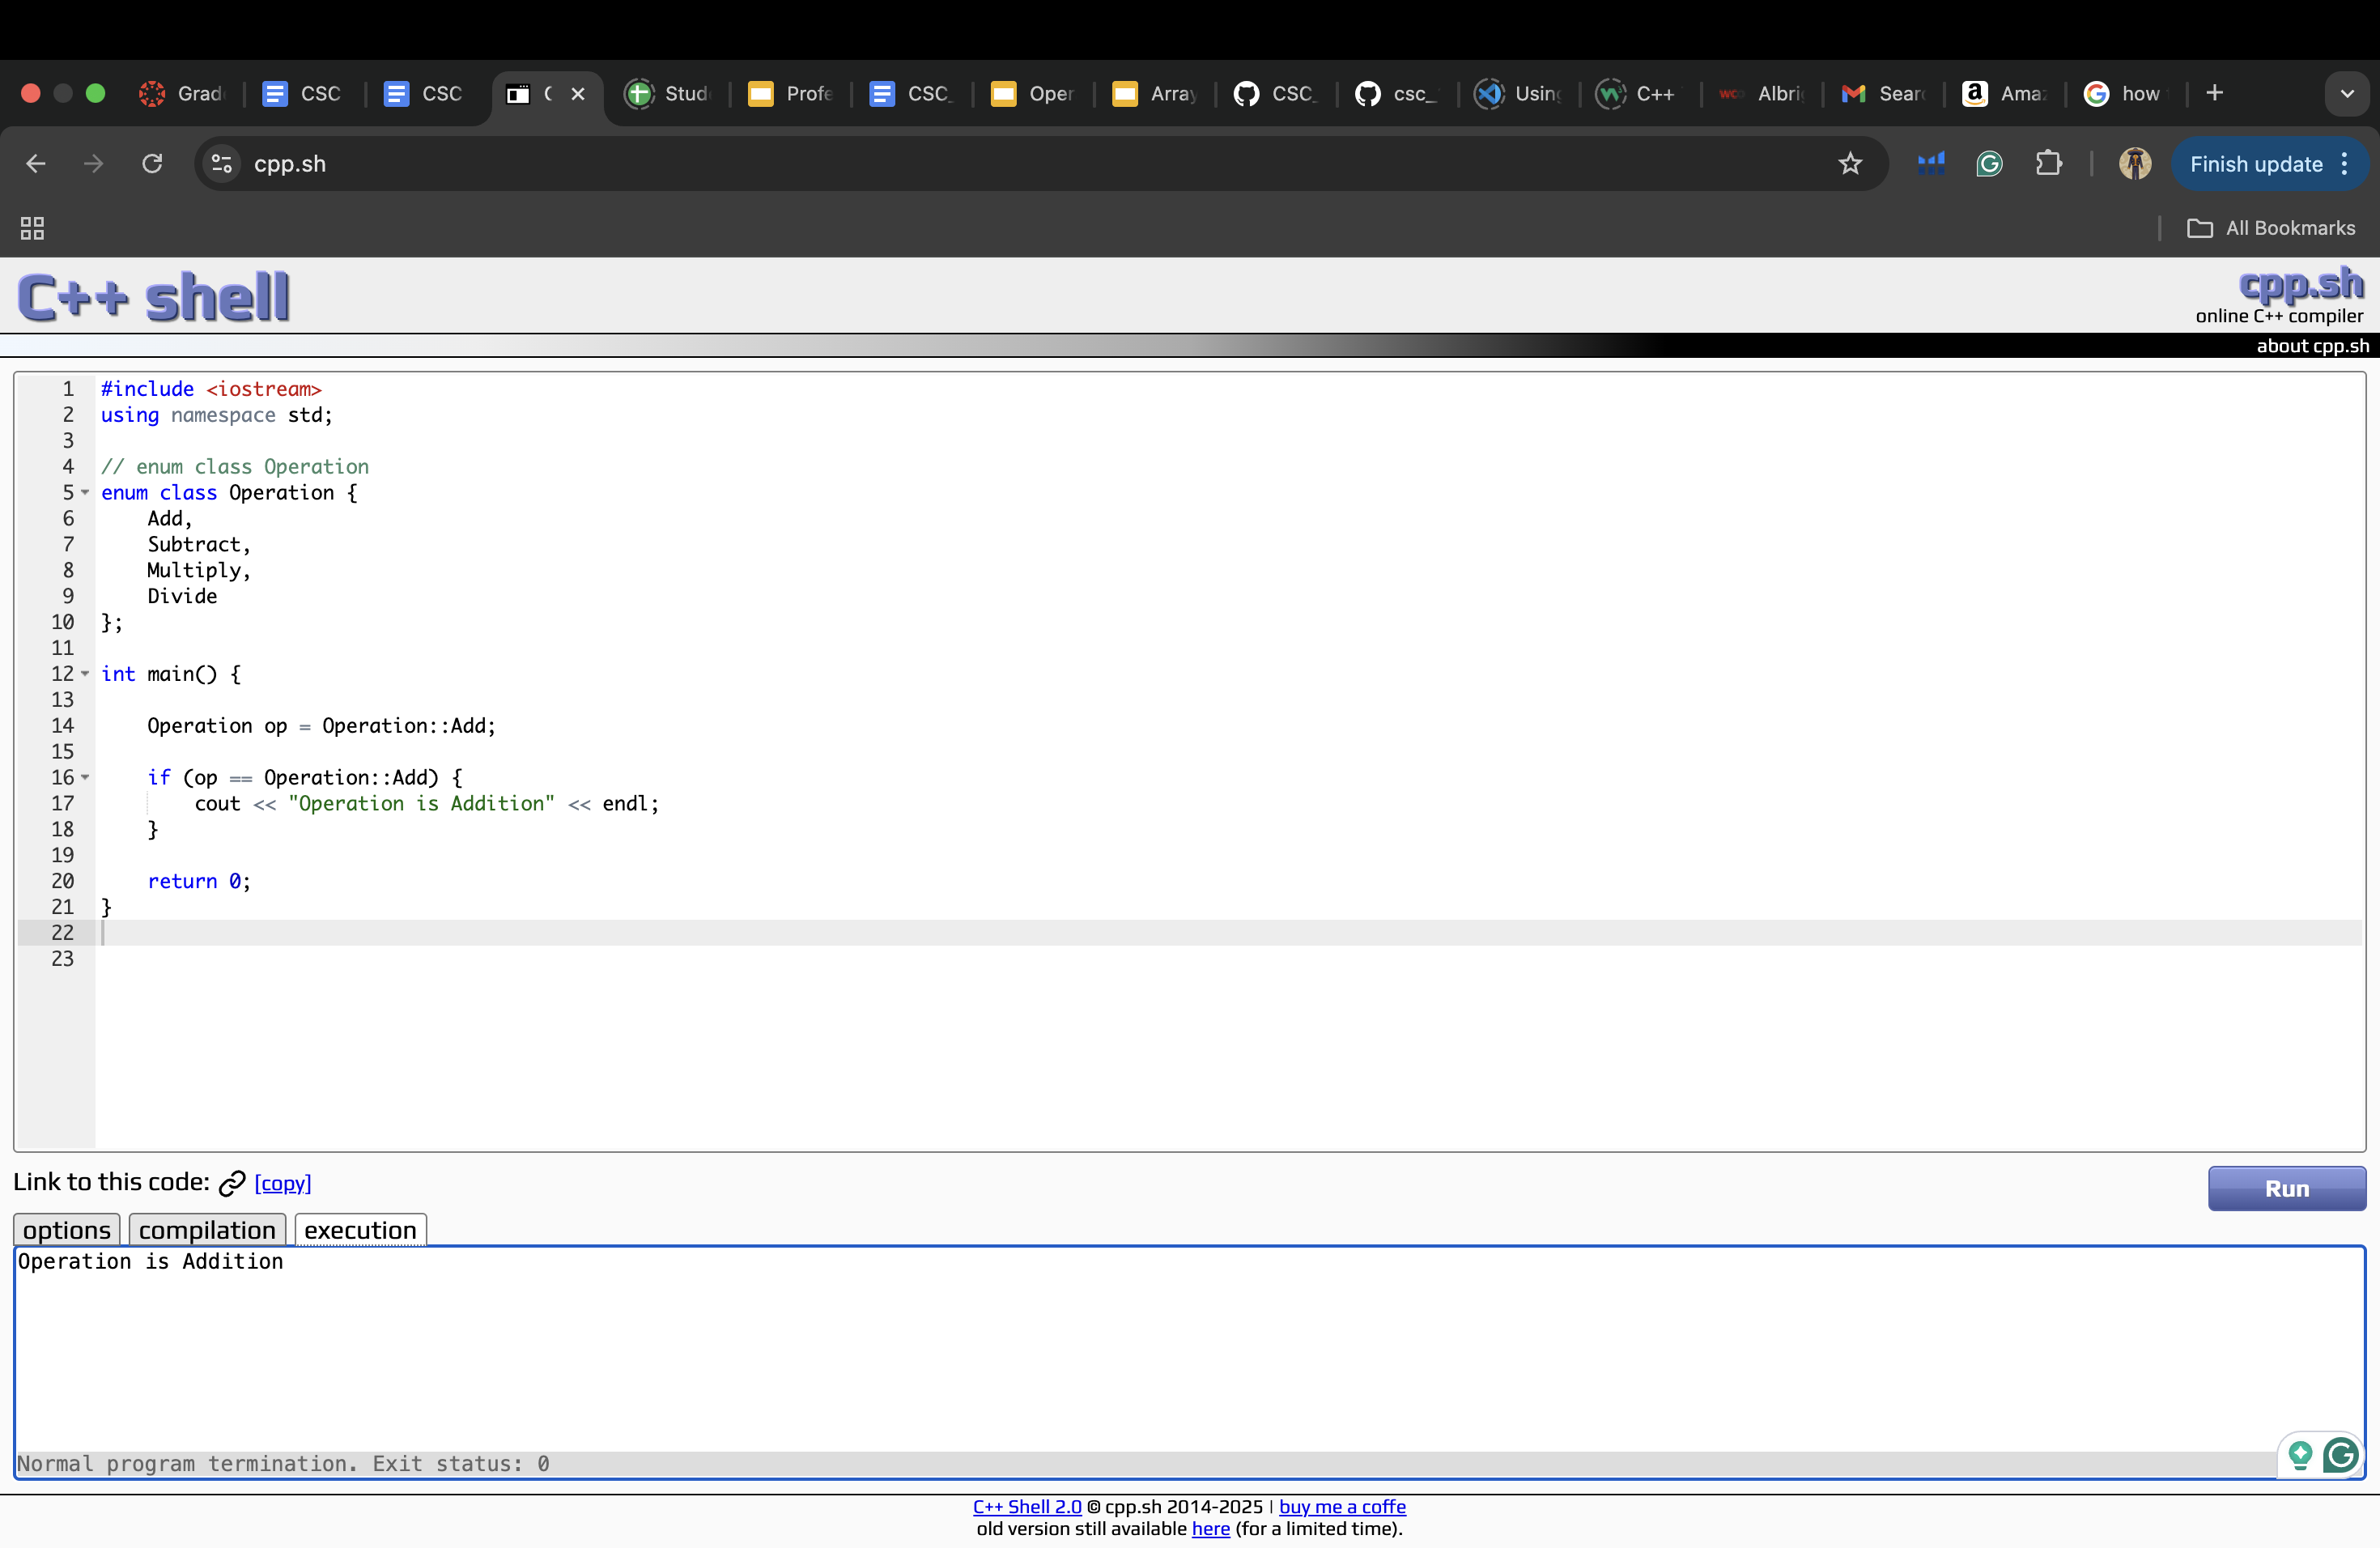 Grad CSC CSC Stud Profe CSC_ Oper Array CSC_ csc_ Using C++ Albri Sear Ama how
cpp.sh Finish update
All Bookmarks
C++ shell cpp.sh
online C++ compiler
about cpp.sh
1 #include <iostream>
2 using namespace std;
3
4 // enum class Operation
5 enum class Operation {
6     Add,
7     Subtract,
8     Multiply,
9     Divide
10 };
11
12 int main() {
13
14     Operation op = Operation::Add;
15
16     if (op == Operation::Add) {
17         cout << "Operation is Addition" << endl;
18     }
19
20     return 0;
21 }
22
23
Link to this code: [copy] Run
options compilation execution
Operation is Addition
Normal program termination. Exit status: 0
C++ Shell 2.0 © cpp.sh 2014-2025 | buy me a coffe
old version still available here (for a limited time).